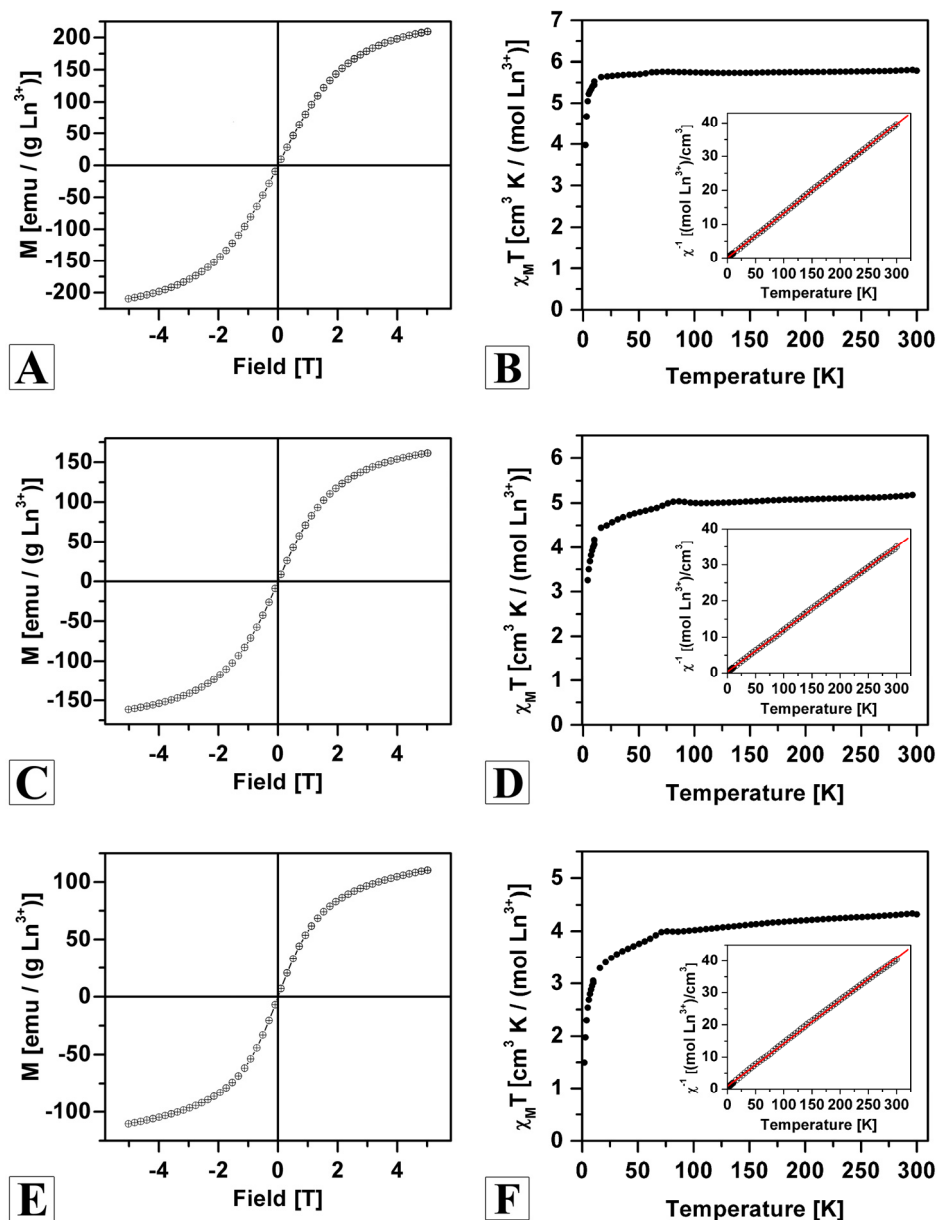 200
150
100
50
0
-50
-100
-150
-200
M [emu / (g Ln³⁺)]
-4 -2 0 2 4
Field [T]
A
7
6
5
4
3
2
1
0
χMT [cm³ K / (mol Ln³⁺)]
0 50 100 150 200 250 300
Temperature [K]
40
30
20
10
0
χ⁻¹ [(mol Ln³⁺)/cm³]
0 50 100 150 200 250 300
Temperature [K]
B
150
100
50
0
-50
-100
-150
M [emu / (g Ln³⁺)]
-4 -2 0 2 4
Field [T]
C
6
5
4
3
2
1
0
χMT [cm³ K / (mol Ln³⁺)]
0 50 100 150 200 250 300
Temperature [K]
40
30
20
10
0
χ⁻¹ [(mol Ln³⁺)/cm³]
0 50 100 150 200 250 300
Temperature [K]
D
100
50
0
-50
-100
M [emu / (g Ln³⁺)]
-4 -2 0 2 4
Field [T]
E
5
4
3
2
1
0
χMT [cm³ K / (mol Ln³⁺)]
0 50 100 150 200 250 300
Temperature [K]
40
30
20
10
0
χ⁻¹ [(mol Ln³⁺)/cm³]
0 50 100 150 200 250 300
Temperature [K]
F